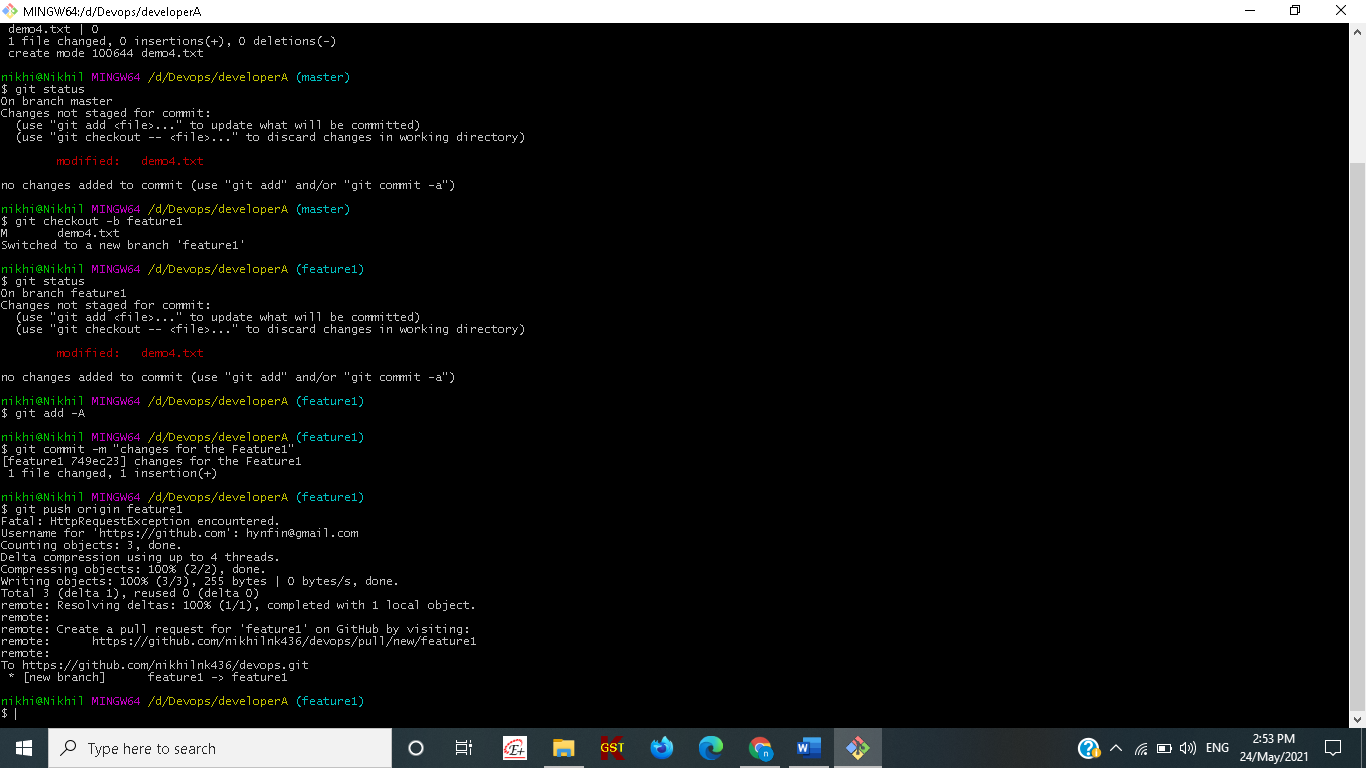 MINGW64:/d/Devops/developerA
demo4.txt | 0
1 file changed, 0 insertions(+), 0 deletions(-)
create mode 100644 demo4.txt
nikhi@Nikhil MINGW64 /d/Devops/developerA (master)
$ git status
On branch master
Changes not staged for commit:
(use "git add <file>..." to update what will be committed)
(use "git checkout -- <file>..." to discard changes in working directory)
modified:   demo4.txt
no changes added to commit (use "git add" and/or "git commit -a")
nikhi@Nikhil MINGW64 /d/Devops/developerA (master)
$ git checkout -b feature1
M       demo4.txt
Switched to a new branch 'feature1'
nikhi@Nikhil MINGW64 /d/Devops/developerA (feature1)
$ git status
On branch feature1
Changes not staged for commit:
(use "git add <file>..." to update what will be committed)
(use "git checkout -- <file>..." to discard changes in working directory)
modified:   demo4.txt
no changes added to commit (use "git add" and/or "git commit -a")
nikhi@Nikhil MINGW64 /d/Devops/developerA (feature1)
$ git add -A
nikhi@Nikhil MINGW64 /d/Devops/developerA (feature1)
$ git commit -m "changes for the Feature1"
[feature1 749ec23] changes for the Feature1
1 file changed, 1 insertion(+)
nikhi@Nikhil MINGW64 /d/Devops/developerA (feature1)
$ git push origin feature1
Fatal: HttpRequestException encountered.
Username for 'https://github.com': hynfin@gmail.com
Counting objects: 3, done.
Delta compression using up to 4 threads.
Compressing objects: 100% (2/2), done.
Writing objects: 100% (3/3), 255 bytes | 0 bytes/s, done.
Total 3 (delta 1), reused 0 (delta 0)
remote: Resolving deltas: 100% (1/1), completed with 1 local object.
remote:
remote: Create a pull request for 'feature1' on GitHub by visiting:
remote:      https://github.com/nikhilnk436/devops/pull/new/feature1
remote:
To https://github.com/nikhilnk436/devops.git
* [new branch]      feature1 -> feature1
nikhi@Nikhil MINGW64 /d/Devops/developerA (feature1)
$
Type here to search
E+
GST
n
W
?
ENG
2:53 PM
24/May/2021